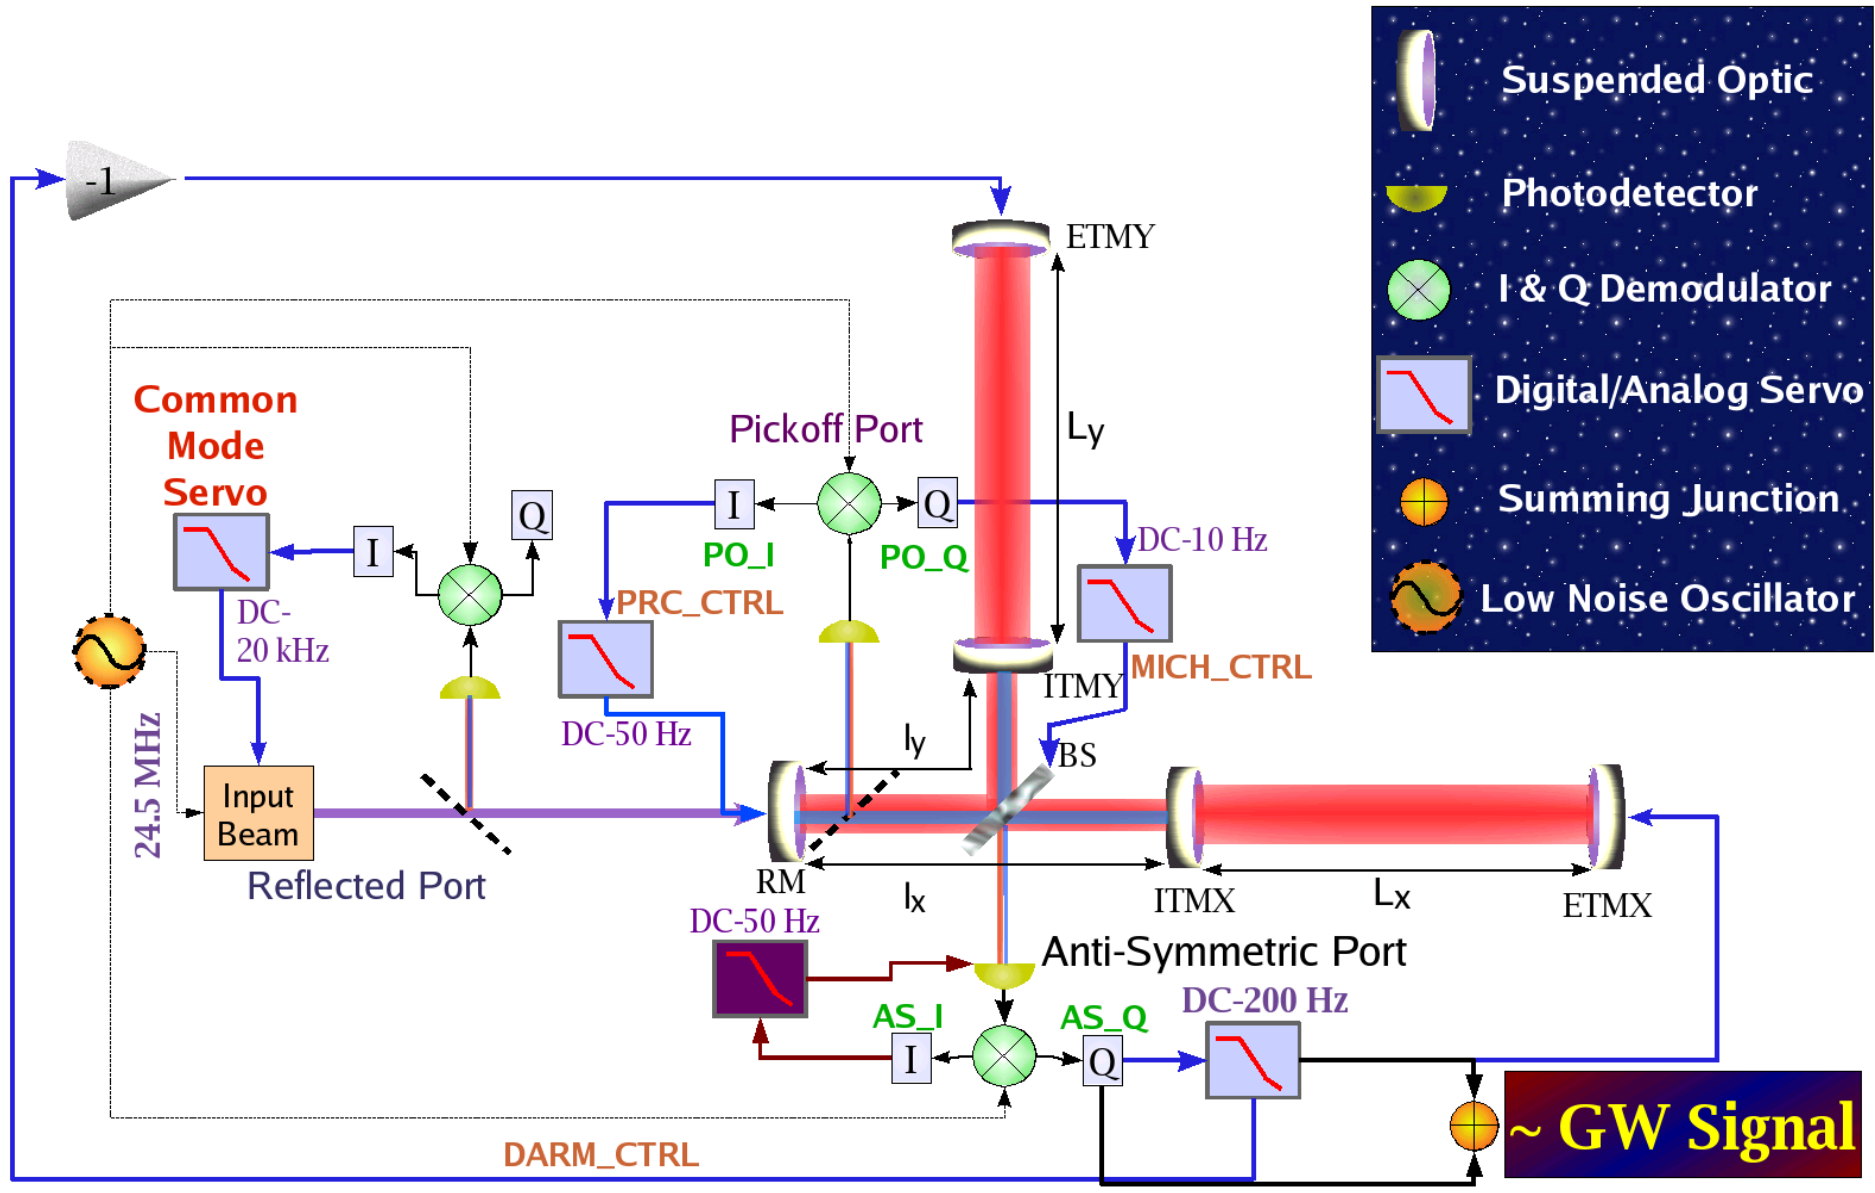 Suspended Optic
Photodetector
I & Q Demodulator
Digital/Analog Servo
Summing Junction
Low Noise Oscillator
-1
ETMY
Ly
Common
Mode
Servo
Pickoff Port
I
Q
I
Q
PO_I
PO_Q
DC-10 Hz
PRC_CTRL
DC-
20 kHz
MICH_CTRL
ITMY
DC-50 Hz
ly
BS
24.5 MHz
Input
Beam
Reflected Port
RM
lx
ITMX
Lx
ETMX
DC-50 Hz
Anti-Symmetric Port
DC-200 Hz
AS_I
AS_Q
I
Q
~ GW Signal
DARM_CTRL